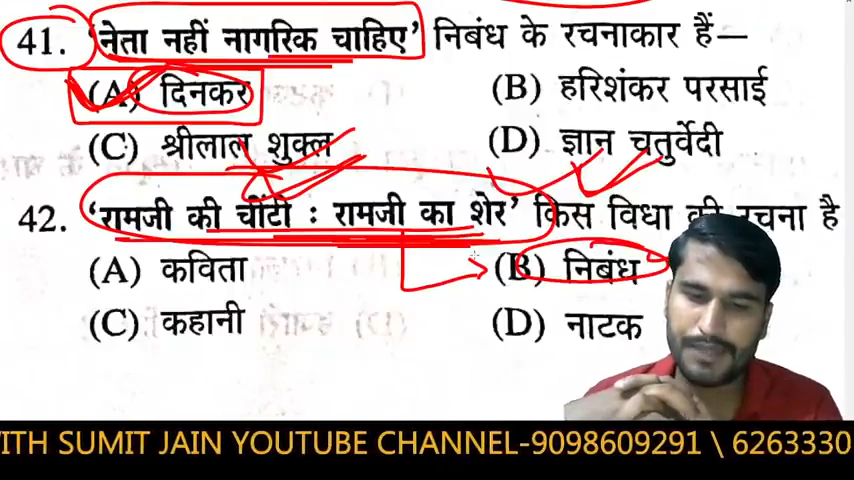 41. 'नेता नहीं नागरिक चाहिए' निबंध के रचनाकार हैं—
(A) दिनकर (B) हरिशंकर परसाई
(C) श्रीलाल शुक्ल (D) ज्ञान चतुर्वेदी
42. 'रामजी की चींटी : रामजी का शेर' किस विधा की रचना है
(A) कविता (B) निबंध
(C) कहानी (D) नाटक
WITH SUMIT JAIN YOUTUBE CHANNEL-9098609291 \ 6263330